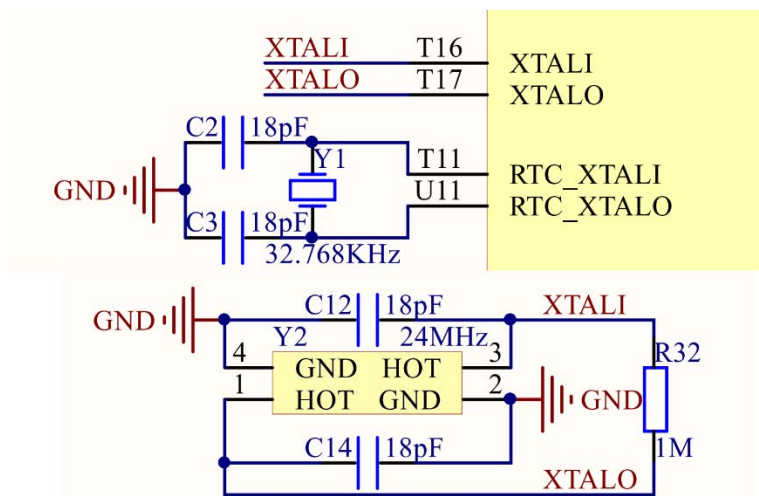 XTALI T16 XTALI
XTALO T17 XTALO
C2 18pF
Y1 T11 RTC_XTALI
GND U11 RTC_XTALO
C3 18pF
32.768KHz
C12 18pF XTALI
GND Y2 24MHz
4 GND HOT 3 R32
1 HOT GND 2 GND
C14 18pF 1M
XTALO